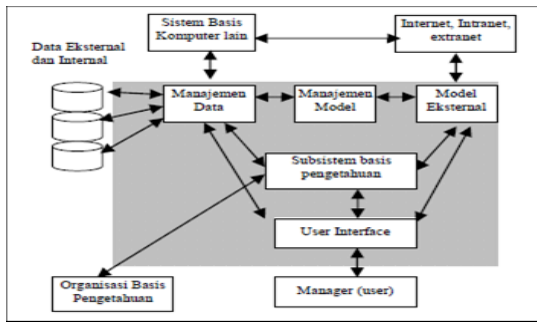 Sistem Basis
Komputer lain
Internet, Intranet,
extranet
Data Eksternal
dan Internal
Manajemen
Data
Manajemen
Model
Model
Eksternal
Subsistem basis
pengetahuan
User Interface
Organisasi Basis
Pengetahuan
Manager (user)